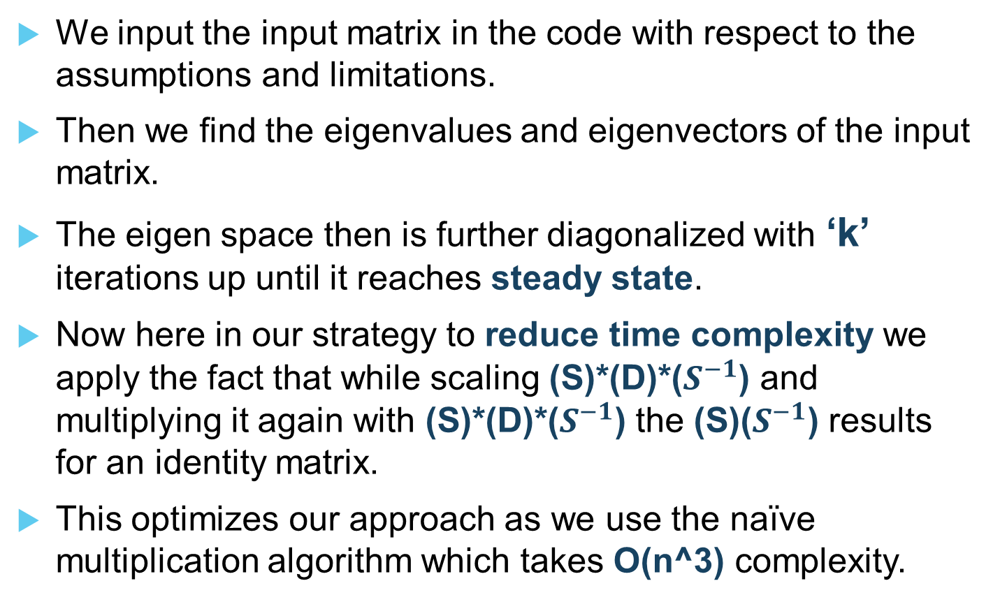 We input the input matrix in the code with respect to the
assumptions and limitations.
Then we find the eigenvalues and eigenvectors of the input
matrix.
The eigen space then is further diagonalized with ‘k’
iterations up until it reaches steady state.
Now here in our strategy to reduce time complexity we
apply the fact that while scaling (S)*(D)*(S⁻¹) and
multiplying it again with (S)*(D)*(S⁻¹) the (S)(S⁻¹) results
for an identity matrix.
This optimizes our approach as we use the naïve
multiplication algorithm which takes O(n^3) complexity.